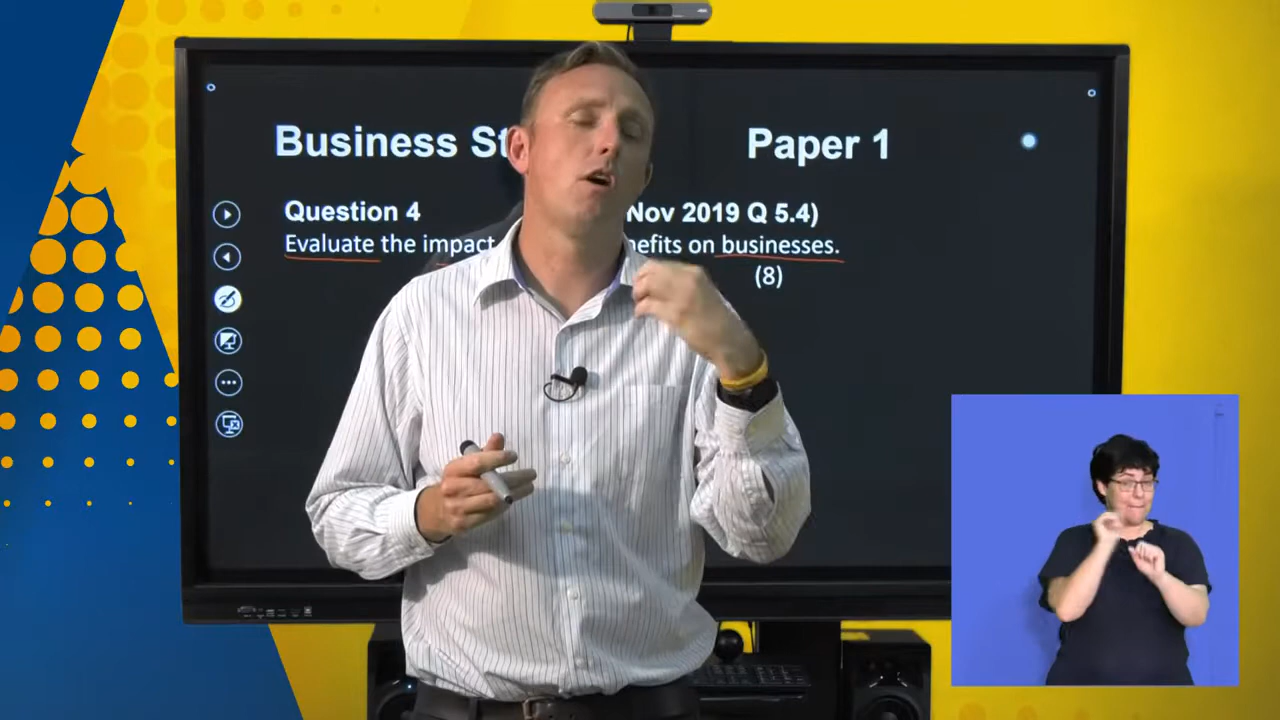 Business St Paper 1
Question 4 Nov 2019 Q 5.4)
Evaluate the impact nefits on businesses.
(8)